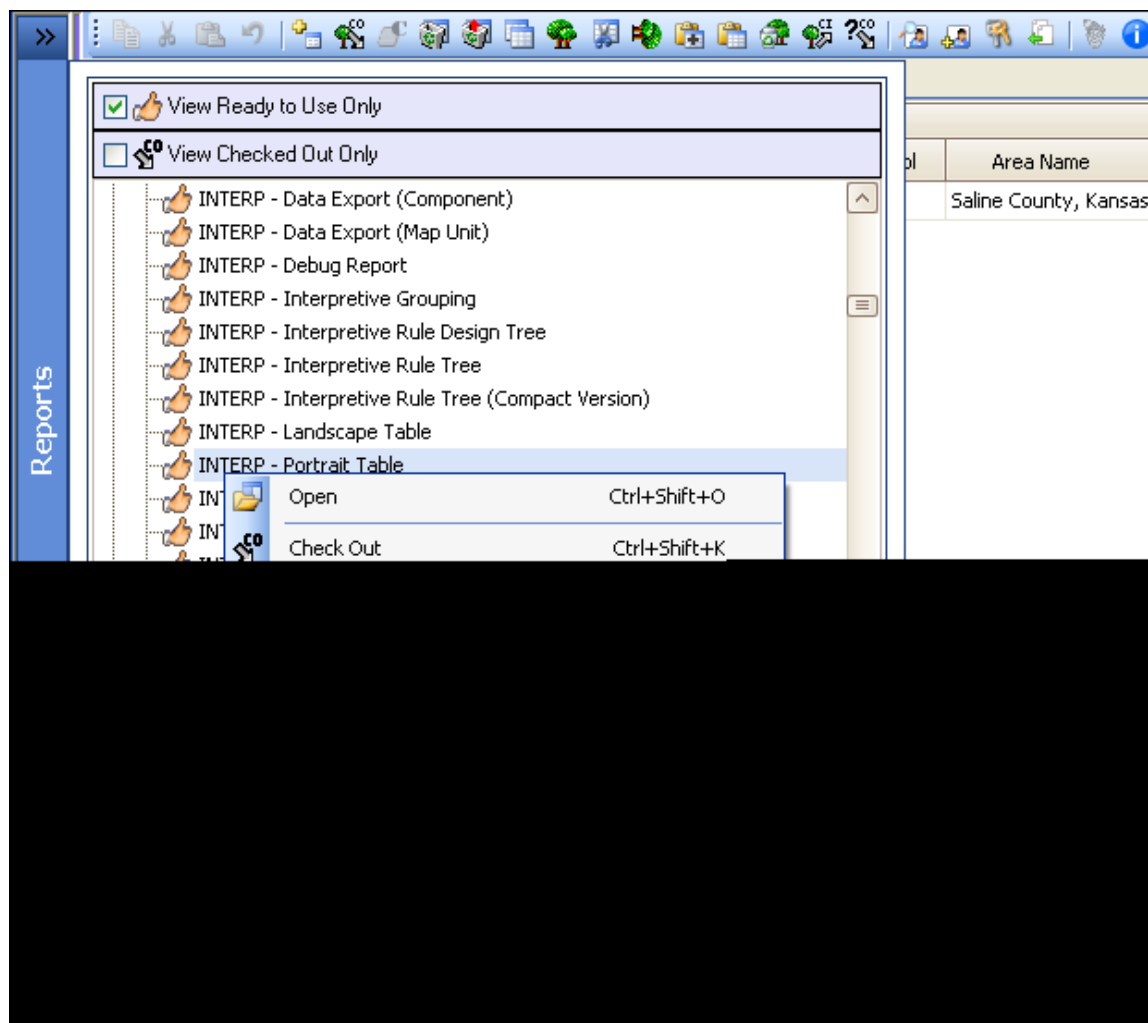 View Ready to Use Only
View Checked Out Only
Area Name
INTERP - Data Export (Component)
Saline County, Kansas
INTERP - Data Export (Map Unit)
INTERP - Debug Report
INTERP - Interpretive Grouping
INTERP - Interpretive Rule Design Tree
INTERP - Interpretive Rule Tree
INTERP - Interpretive Rule Tree (Compact Version)
INTERP - Landscape Table
INTERP - Portrait Table
Open Ctrl+Shift+O
Check Out Ctrl+Shift+K
Reports